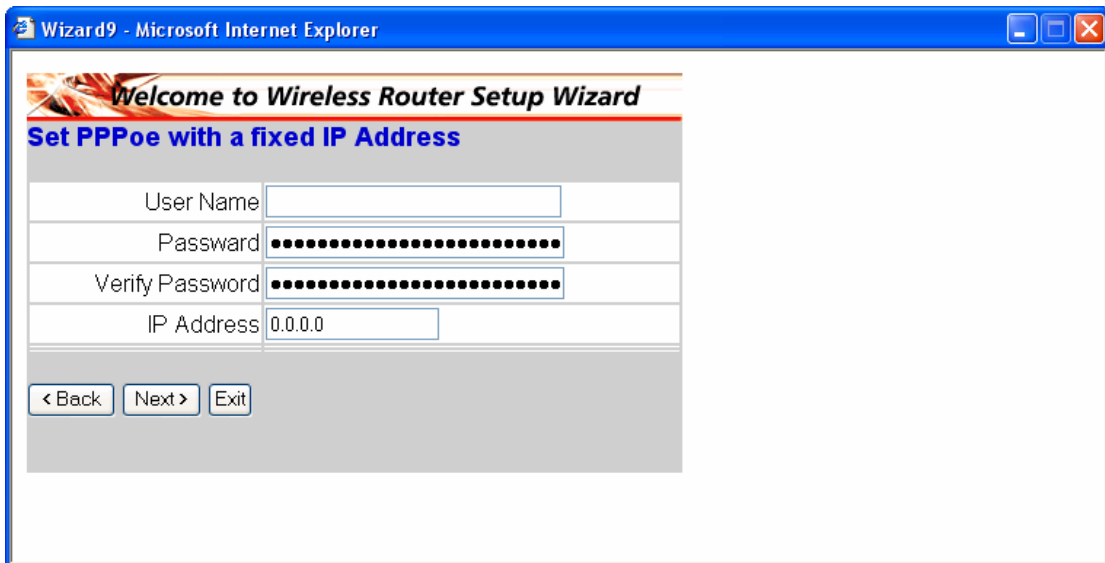 Wizard9 - Microsoft Internet Explorer
Welcome to Wireless Router Setup Wizard
Set PPPoe with a fixed IP Address
User Name
Passward ●●●●●●●●●●●●●●●●●●●●●●●●●
Verify Password ●●●●●●●●●●●●●●●●●●●●●●●●●
IP Address 0.0.0.0
< Back Next > Exit